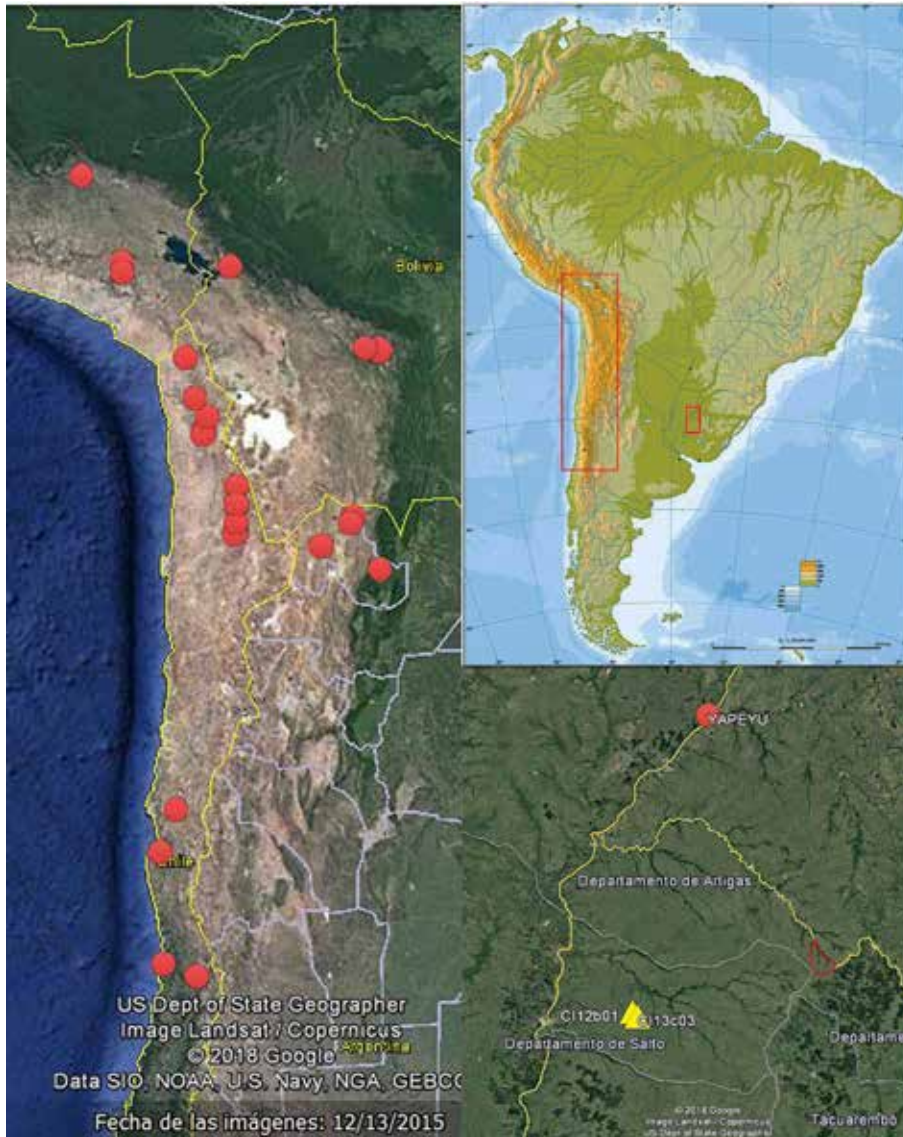 Bolivia
Chile
US Dept of State Geographer
Image Landsat / Copernicus
© 2018 Google
Argentina
Data SIO, NOAA, U.S. Navy, NGA, GEBCO
Fecha de las imágenes: 12/13/2015
YAPEYU
Departamento de Artigas
CI12b01
CI13c03
Departamento de Salto
Departame
© 2018 Google
Image Landsat / Copernicus
US Dept of State Geographer
Tacuarembó